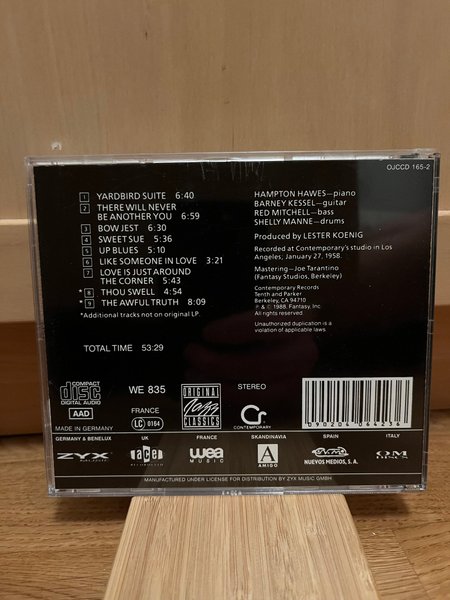 OJCCD 165-2
1 YARDBIRD SUITE 6:40
2 THERE WILL NEVER
BE ANOTHER YOU 6:59
3 BOW JEST 6:30
4 SWEET SUE 5:36
5 UP BLUES 5:10
6 LIKE SOMEONE IN LOVE 3:21
7 LOVE IS JUST AROUND
THE CORNER 5:43
*8 THOU SWELL 4:54
*9 THE AWFUL TRUTH 8:09
*Additional tracks not on original LP.
TOTAL TIME 53:29
HAMPTON HAWES—piano
BARNEY KESSEL—guitar
RED MITCHELL—bass
SHELLY MANNE—drums
Produced by LESTER KOENIG
Recorded at Contemporary's studio in Los
Angeles; January 27, 1958.
Mastering—Joe Tarantino
(Fantasy Studios, Berkeley)
Contemporary Records
Tenth and Parker
Berkeley, CA 94710
℗ & © 1988, Fantasy, Inc.
All rights reserved.
Unauthorized duplication is a
violation of applicable laws.
COMPACT
disc
DIGITAL AUDIO
AAD
MADE IN GERMANY
WE 835
FRANCE
LC 0164
ORIGINAL
Jazz
CLASSICS
STEREO
CONTEMPORARY
GERMANY & BENELUX
ZYX
UK
ace
RECORDS
FRANCE
wea
MUSIC
SKANDINAVIA
A
AMIGO
SPAIN
NUEVOS MEDIOS, S.A.
ITALY
MANUFACTURED UNDER LICENSE FOR DISTRIBUTION BY ZYX MUSIC GMBH